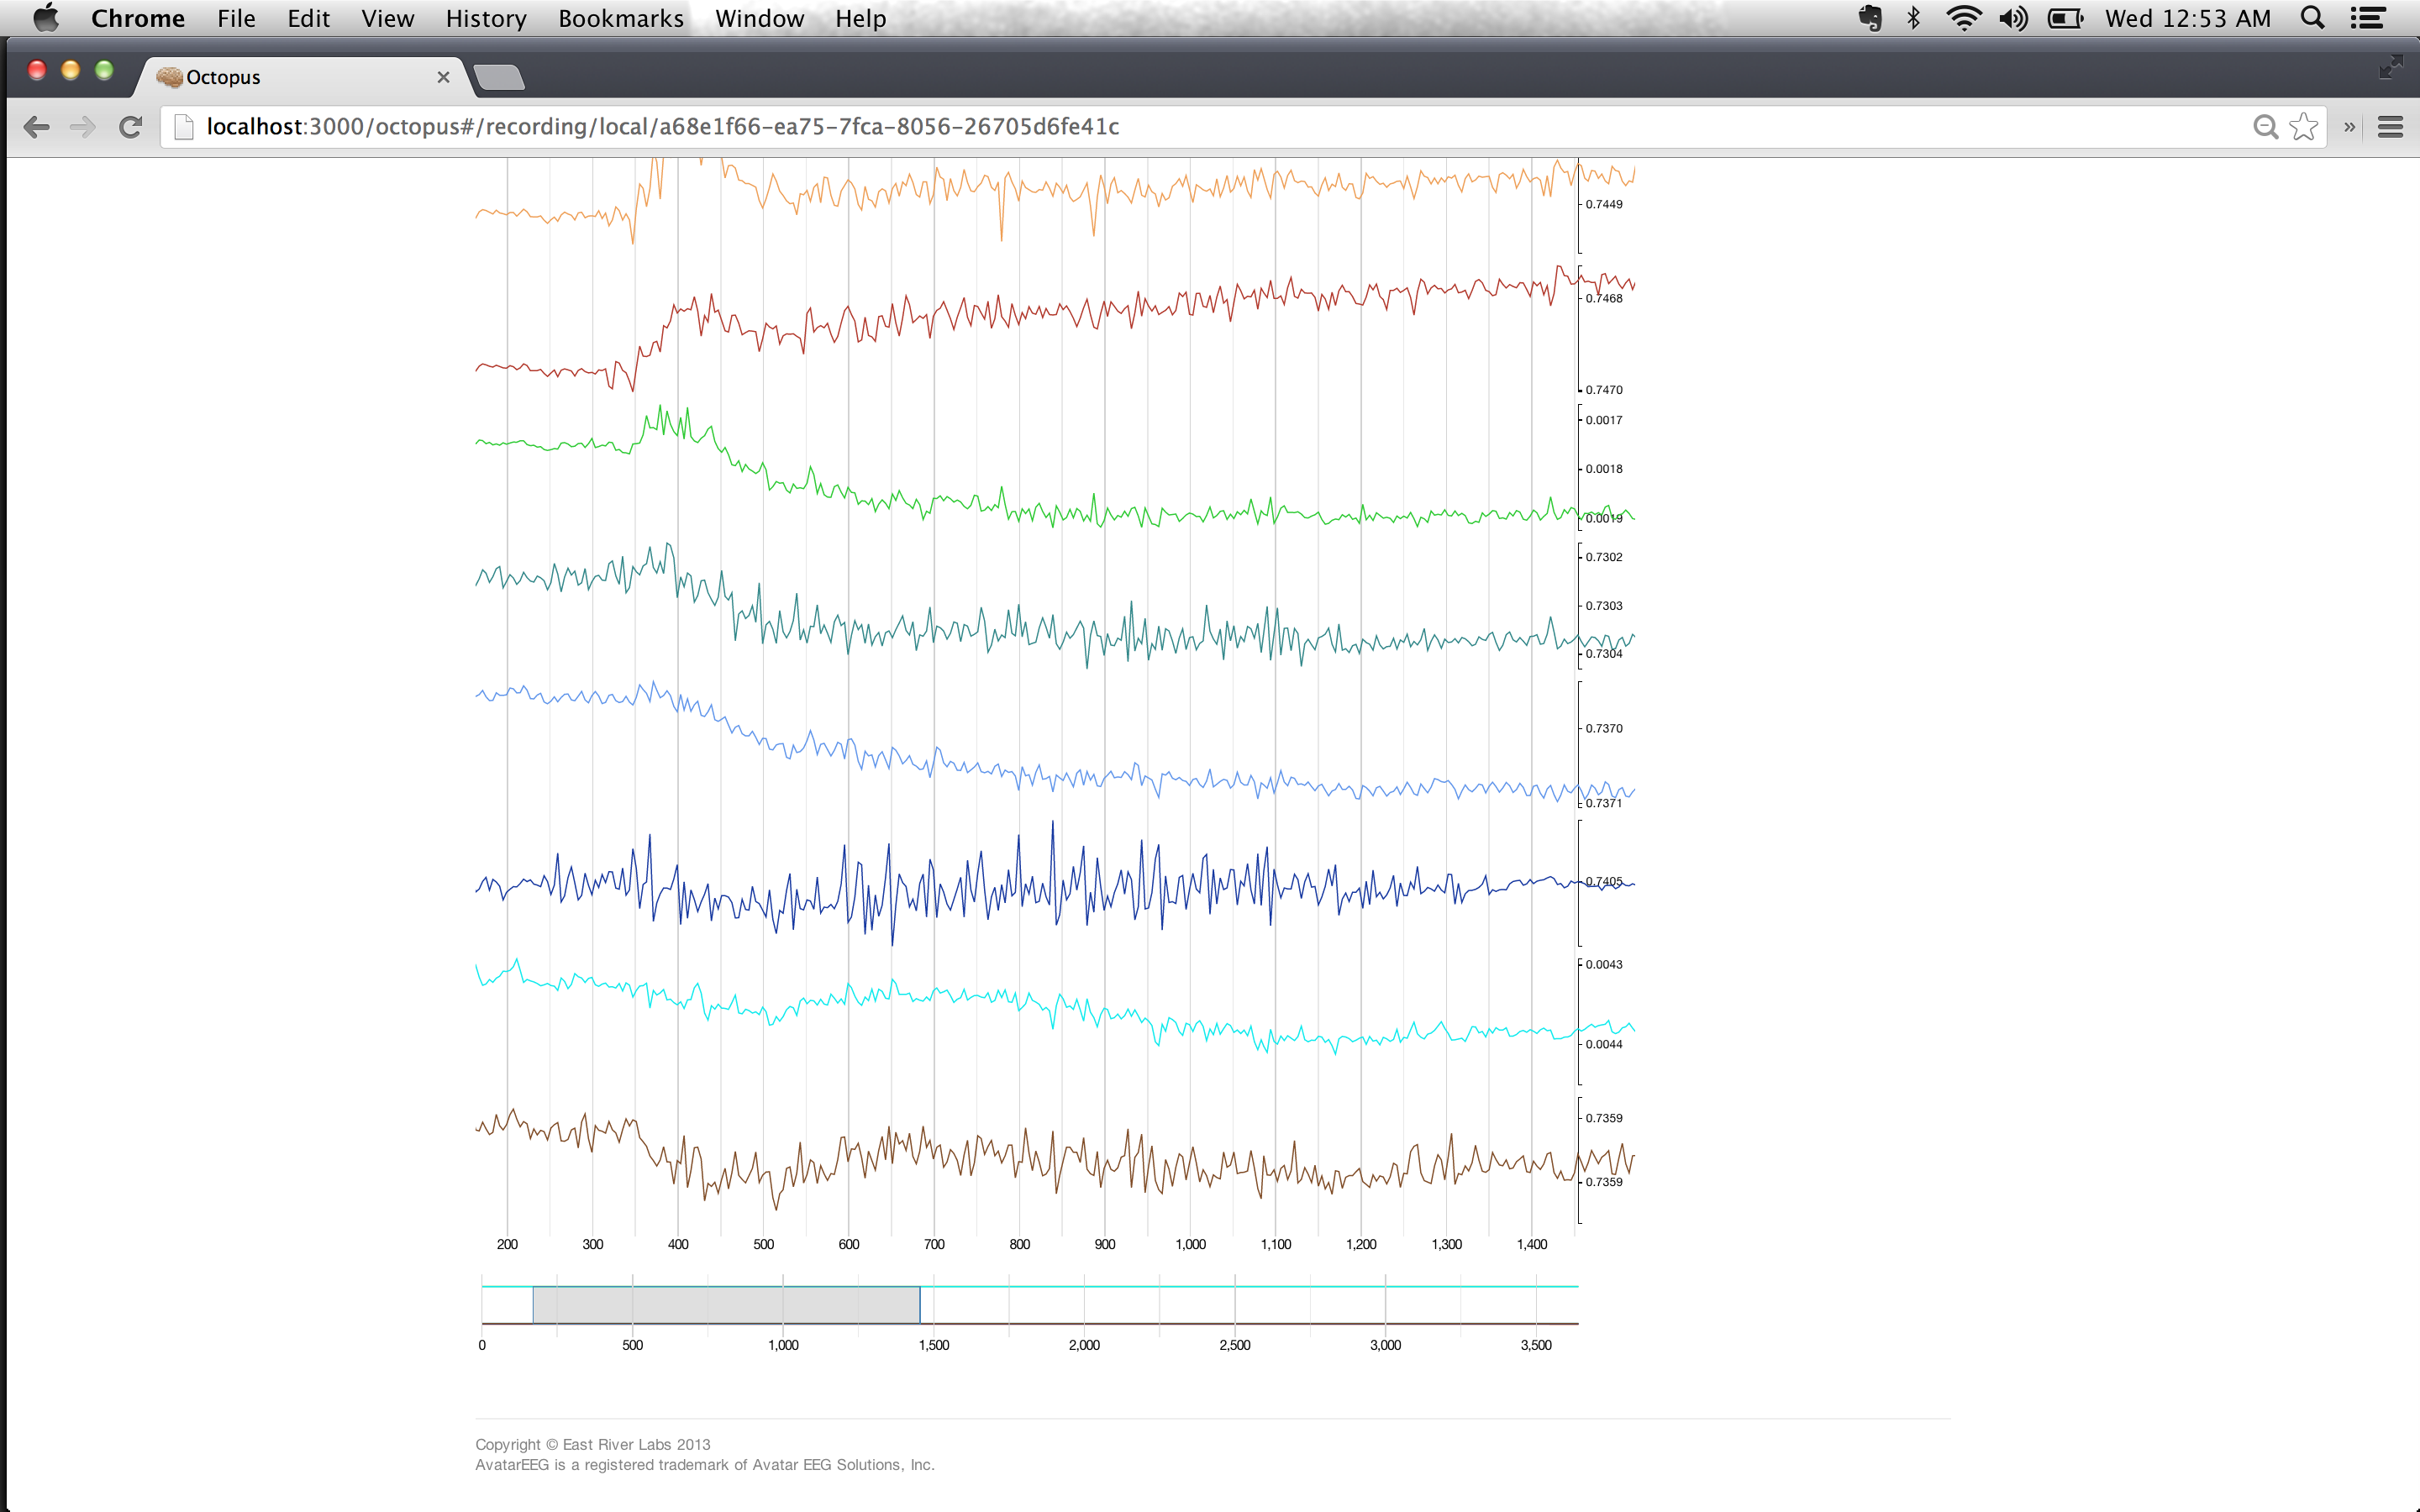 Chrome File Edit View History Bookmarks Window Help Wed 12:53 AM
Octopus
localhost:3000/octopus#/recording/local/a68e1f66-ea75-7fca-8056-26705d6fe41c
0.7449
0.7468
0.7470
0.0017
0.0018
0.0019
0.7302
0.7303
0.7304
0.7370
0.7371
0.7405
0.0043
0.0044
0.7359
0.7359
200 300 400 500 600 700 800 900 1,000 1,100 1,200 1,300 1,400
0 500 1,000 1,500 2,000 2,500 3,000 3,500
Copyright © East River Labs 2013
AvatarEEG is a registered trademark of Avatar EEG Solutions, Inc.